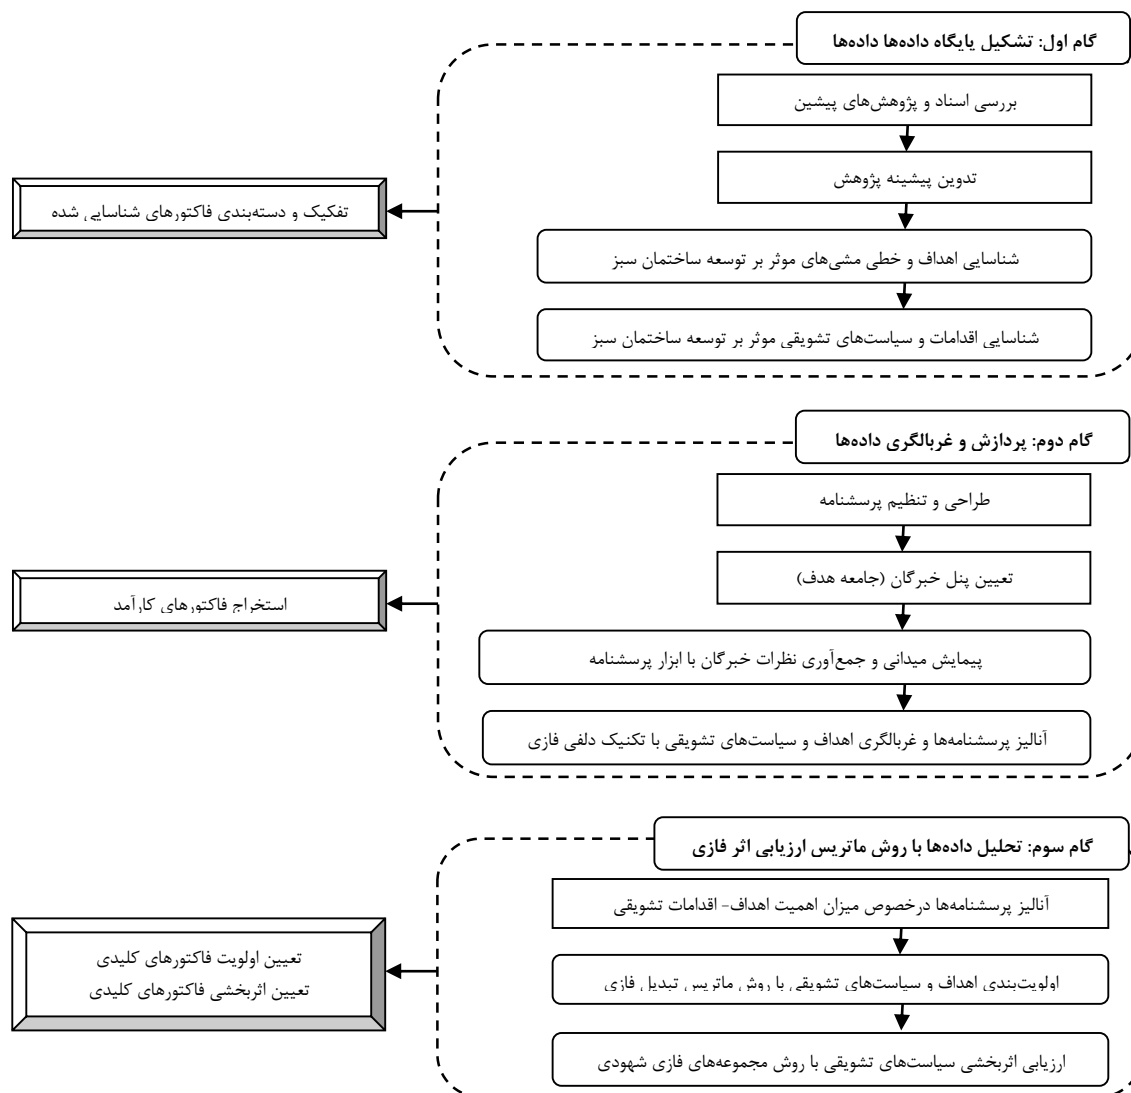 گام اول: تشکیل پایگاه داده‌ها داده‌ها
بررسی اسناد و پژوهش‌های پیشین
تدوین پیشینه پژوهش
شناسایی اهداف و خطی مشی‌های موثر بر توسعه ساختمان سبز
شناسایی اقدامات و سیاست‌های تشویقی موثر بر توسعه ساختمان سبز
تفکیک و دسته‌بندی فاکتورهای شناسایی شده
گام دوم: پردازش و غربالگری داده‌ها
طراحی و تنظیم پرسشنامه
تعیین پنل خبرگان (جامعه هدف)
پیمایش میدانی و جمع‌آوری نظرات خبرگان با ابزار پرسشنامه
آنالیز پرسشنامه‌ها و غربالگری اهداف و سیاست‌های تشویقی با تکنیک دلفی فازی
استخراج فاکتورهای کارآمد
گام سوم: تحلیل داده‌ها با روش ماتریس ارزیابی اثر فازی
آنالیز پرسشنامه‌ها درخصوص میزان اهمیت اهداف- اقدامات تشویقی
اولویت‌بندی اهداف و سیاست‌های تشویقی با روش ماتریس تبدیل فازی
ارزیابی اثربخشی سیاست‌های تشویقی با روش مجموعه‌های فازی شهودی
تعیین اولویت فاکتورهای کلیدی
تعیین اثربخشی فاکتورهای کلیدی